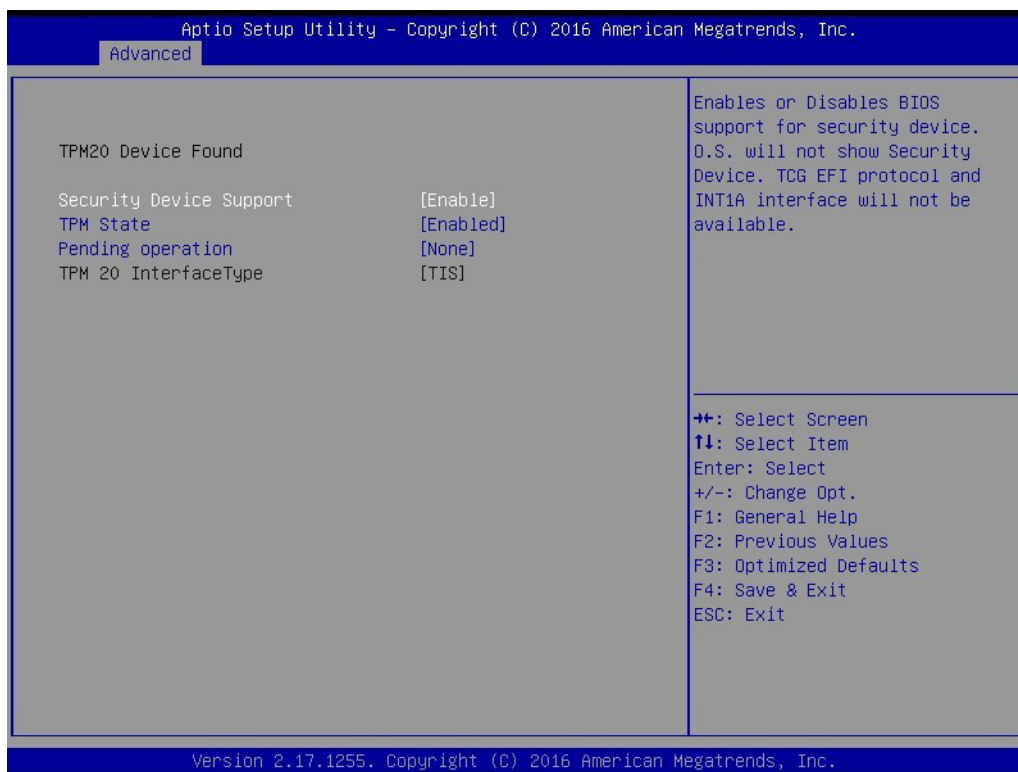 Aptio Setup Utility – Copyright (C) 2016 American Megatrends, Inc.
Advanced
TPM20 Device Found
Security Device Support [Enable]
TPM State [Enabled]
Pending operation [None]
TPM 20 InterfaceType [TIS]
Enables or Disables BIOS
support for security device.
O.S. will not show Security
Device. TCG EFI protocol and
INT1A interface will not be
available.
→←: Select Screen
↑↓: Select Item
Enter: Select
+/-: Change Opt.
F1: General Help
F2: Previous Values
F3: Optimized Defaults
F4: Save & Exit
ESC: Exit
Version 2.17.1255. Copyright (C) 2016 American Megatrends, Inc.